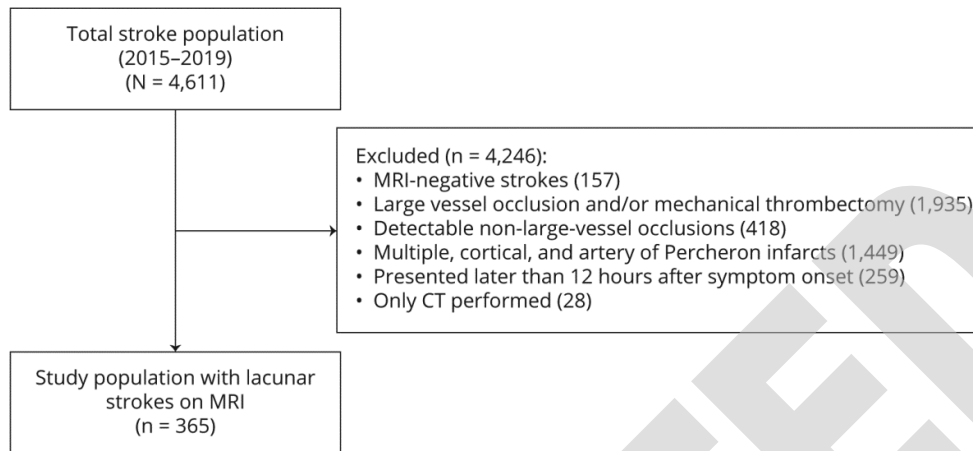 Total stroke population
(2015–2019)
(N = 4,611)
Excluded (n = 4,246):
• MRI-negative strokes (157)
• Large vessel occlusion and/or mechanical thrombectomy (1,935)
• Detectable non-large-vessel occlusions (418)
• Multiple, cortical, and artery of Percheron infarcts (1,449)
• Presented later than 12 hours after symptom onset (259)
• Only CT performed (28)
Study population with lacunar
strokes on MRI
(n = 365)